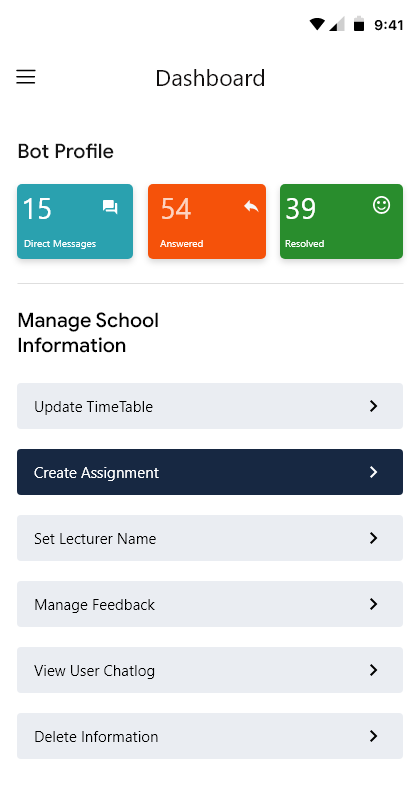 9:41
Dashboard
Bot Profile
15
Direct Messages
54
Answered
39
Resolved
Manage School
Information
Update TimeTable
Create Assignment
Set Lecturer Name
Manage Feedback
View User Chatlog
Delete Information